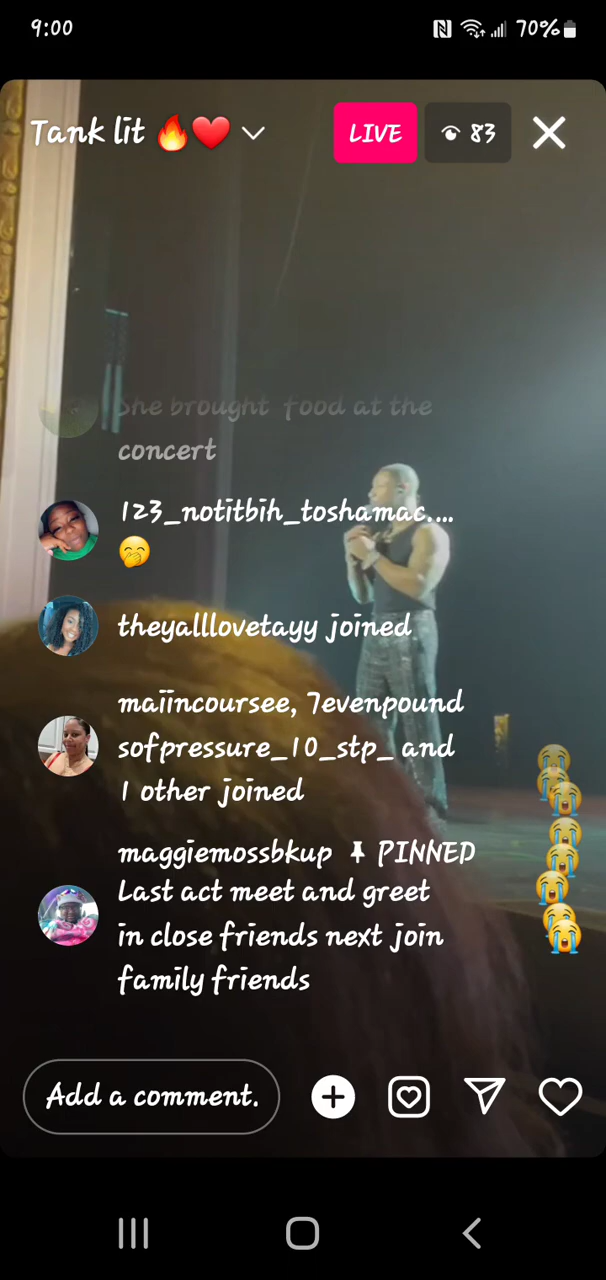 9:00
70%
Tank lit 🔥❤️
LIVE
83
She brought food at the
concert
123_notitbih_toshamac....
🤭
theyalllovetayy joined
maiincoursee, 7evenpound
sofpressure_10_stp_ and
1 other joined
maggiemossbkup 📌 PINNED
Last act meet and greet
in close friends next join
family friends
Add a comment.